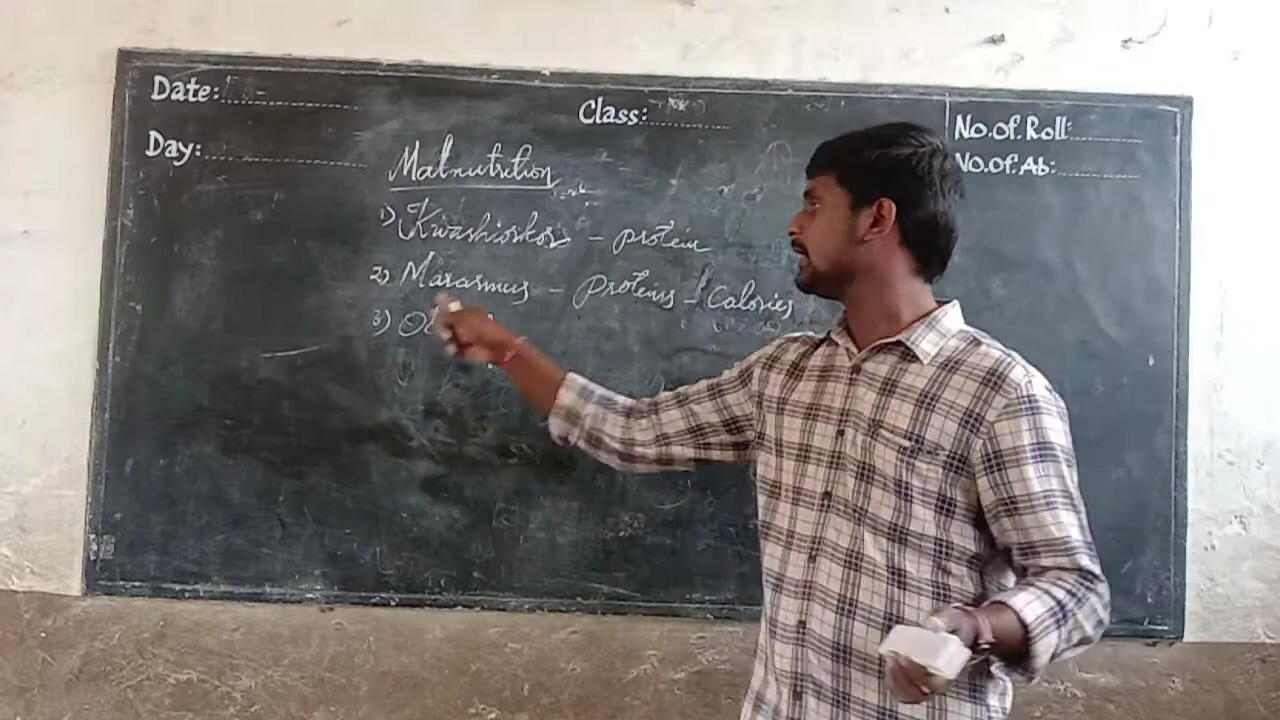 Date:
Class:
No.of.Roll:
Day:
No.of.Ab:
Malnutrition
1) Kwashiorkor - protein
2) Marasmus - Proteins - Calories
3)